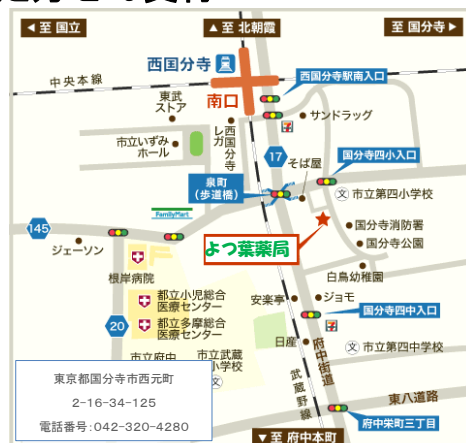 ◀ 至 国立
▲ 至 北朝霞
至 国分寺 ▶
西国分寺
中央本線
南口
西国分寺駅南入口
東武
ストア
サンドラッグ
市立いずみ
ホール
西国分寺
レガ
17
そば屋
国分寺四小入口
泉町
(歩道橋)
文 市立第四小学校
FamilyMart
145
ジェーソン
よつ葉薬局
国分寺消防署
国分寺公園
根岸病院
白鳥幼稚園
都立小児総合
医療センター
安楽亭
ジョモ
20
都立多摩総合
医療センター
国分寺四中入口
日産
市立府中
市立武蔵
小学校
文
文 市立第四中学校
府中街道
武蔵野線
東八道路
府中栄町三丁目
▼ 至 府中本町
東京都国分寺市西元町
2-16-34-125
電話番号:042-320-4280